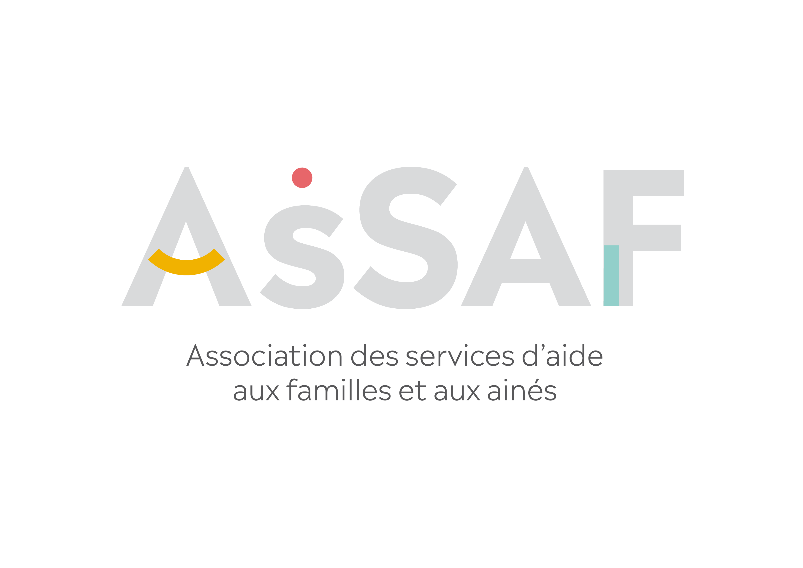 AsSAF
Association des services d'aide
aux familles et aux ainés